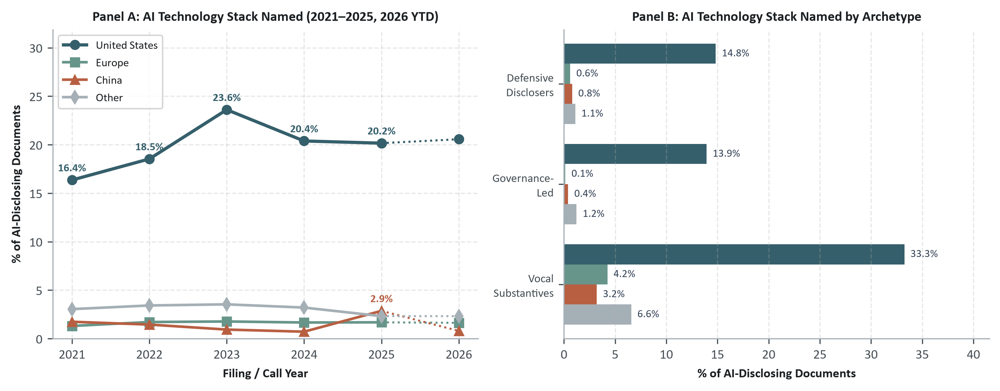 Panel A: AI Technology Stack Named (2021–2025, 2026 YTD)
% of AI-Disclosing Documents
30
25
20
15
10
5
0
United States
Europe
China
Other
16.4%
18.5%
23.6%
20.4%
20.2%
2.9%
2021
2022
2023
2024
2025
2026
Filing / Call Year
Panel B: AI Technology Stack Named by Archetype
Defensive
Disclosers
14.8%
0.6%
0.8%
1.1%
Governance-
Led
13.9%
0.1%
0.4%
1.2%
Vocal
Substantives
33.3%
4.2%
3.2%
6.6%
0
5
10
15
20
25
30
35
40
% of AI-Disclosing Documents